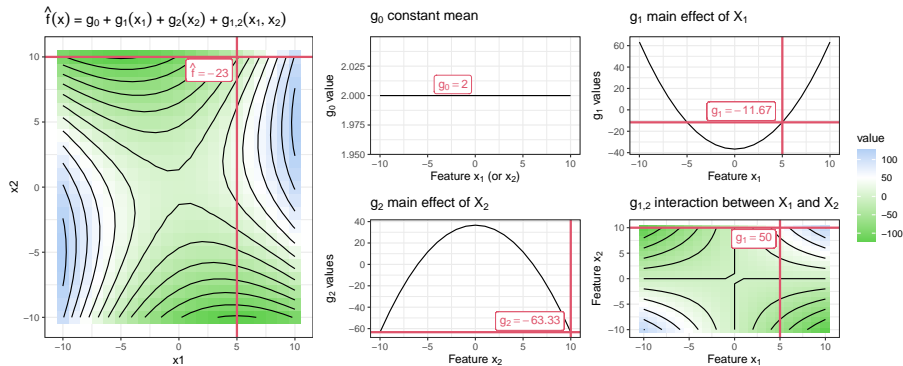 f̂(x) = g₀ + g₁(x₁) + g₂(x₂) + g₁,₂(x₁, x₂)
x2
10
5
0
−5
−10
f̂ = −23
−10 −5 0 5 10
x1
g₀ constant mean
g₀ value
2.025
2.000
1.975
1.950
g₀ = 2
−10 −5 0 5 10
Feature x₁ (or x₂)
g₁ main effect of X₁
g₁ values
60
40
20
0
−20
−40
g₁ = −11.67
−10 −5 0 5 10
Feature x₁
g₂ main effect of X₂
g₂ values
40
20
0
−20
−40
−60
g₂ = −63.33
−10 −5 0 5 10
Feature x₂
g₁,₂ interaction between X₁ and X₂
Feature x₂
10
5
0
−5
−10
g₁ = 50
−10 −5 0 5 10
Feature x₁
value
100
50
0
−50
−100